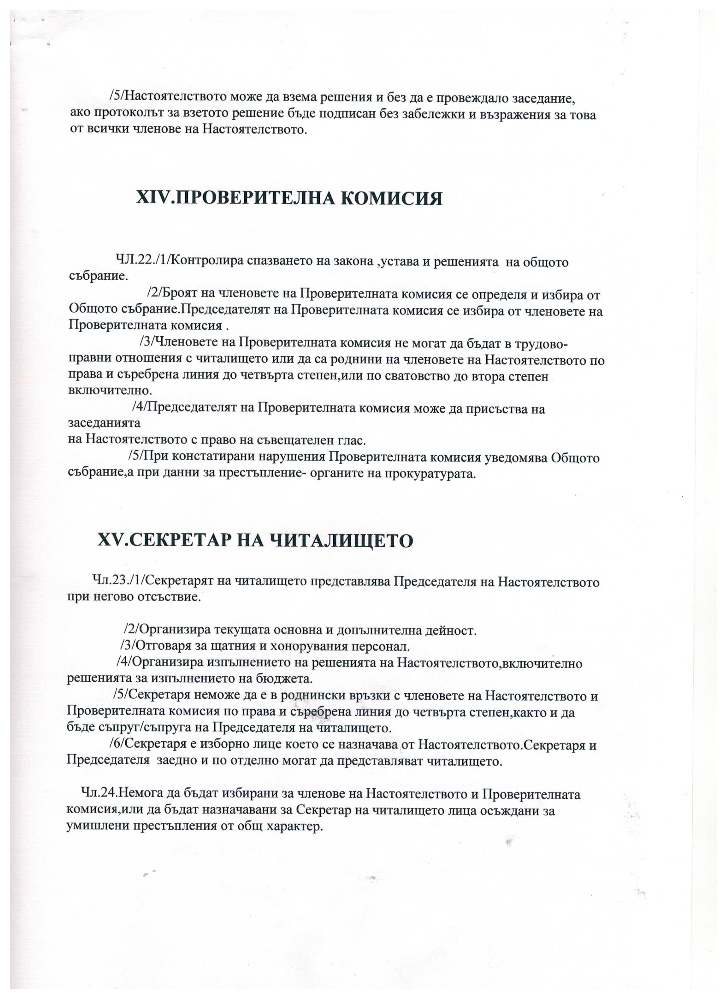 /5/Настоятелството може да взема решения и без да е провеждало заседание,
ако протоколът за взетото решение бъде подписан без забележки и възражения за това
от всички членове на Настоятелството.
XIV.ПРОВЕРИТЕЛНА КОМИСИЯ
ЧЛ.22./1/Контролира спазването на закона ,устава и решенията  на общото
събрание.
/2/Броят на членовете на Проверителната комисия се определя и избира от
Общото събрание.Председателят на Проверителната комисия се избира от членовете на
Проверителната комисия .
/3/Членовете на Проверителната комисия не могат да бъдат в трудово-
правни отношения с читалището или да са роднини на членовете на Настоятелството по
права и съребрена линия до четвърта степен,или по сватовство до втора степен
включително.
/4/Председателят на Проверителната комисия може да присъства на
заседанията
на Настоятелството с право на съвещателен глас.
/5/При констатирани нарушения Проверителната комисия уведомява Общото
събрание,а при данни за престъпление- органите на прокуратурата.
XV.СЕКРЕТАР НА ЧИТАЛИЩЕТО
Чл.23./1/Секретарят на читалището представлява Председателя на Настоятелството
при негово отсъствие.
/2/Организира текущата основна и допълнителна дейност.
/3/Отговаря за щатния и хонорувания персонал.
/4/Организира изпълнението на решенията на Настоятелството,включително
решенията за изпълнението на бюджета.
/5/Секретаря неможе да е в роднински връзки с членовете на Настоятелството и
Проверителната комисия по права и съребрена линия до четвърта степен,както и да
бъде съпруг/съпруга на Председателя на читалището.
/6/Секретаря е изборно лице което се назначава от Настоятелството.Секретаря и
Председателя  заедно и по отделно могат да представляват читалището.
Чл.24.Немога да бъдат избирани за членове на Настоятелството и Проверителната
комисия,или да бъдат назначавани за Секретар на читалището лица осъждани за
умишлени престъпления от общ характер.